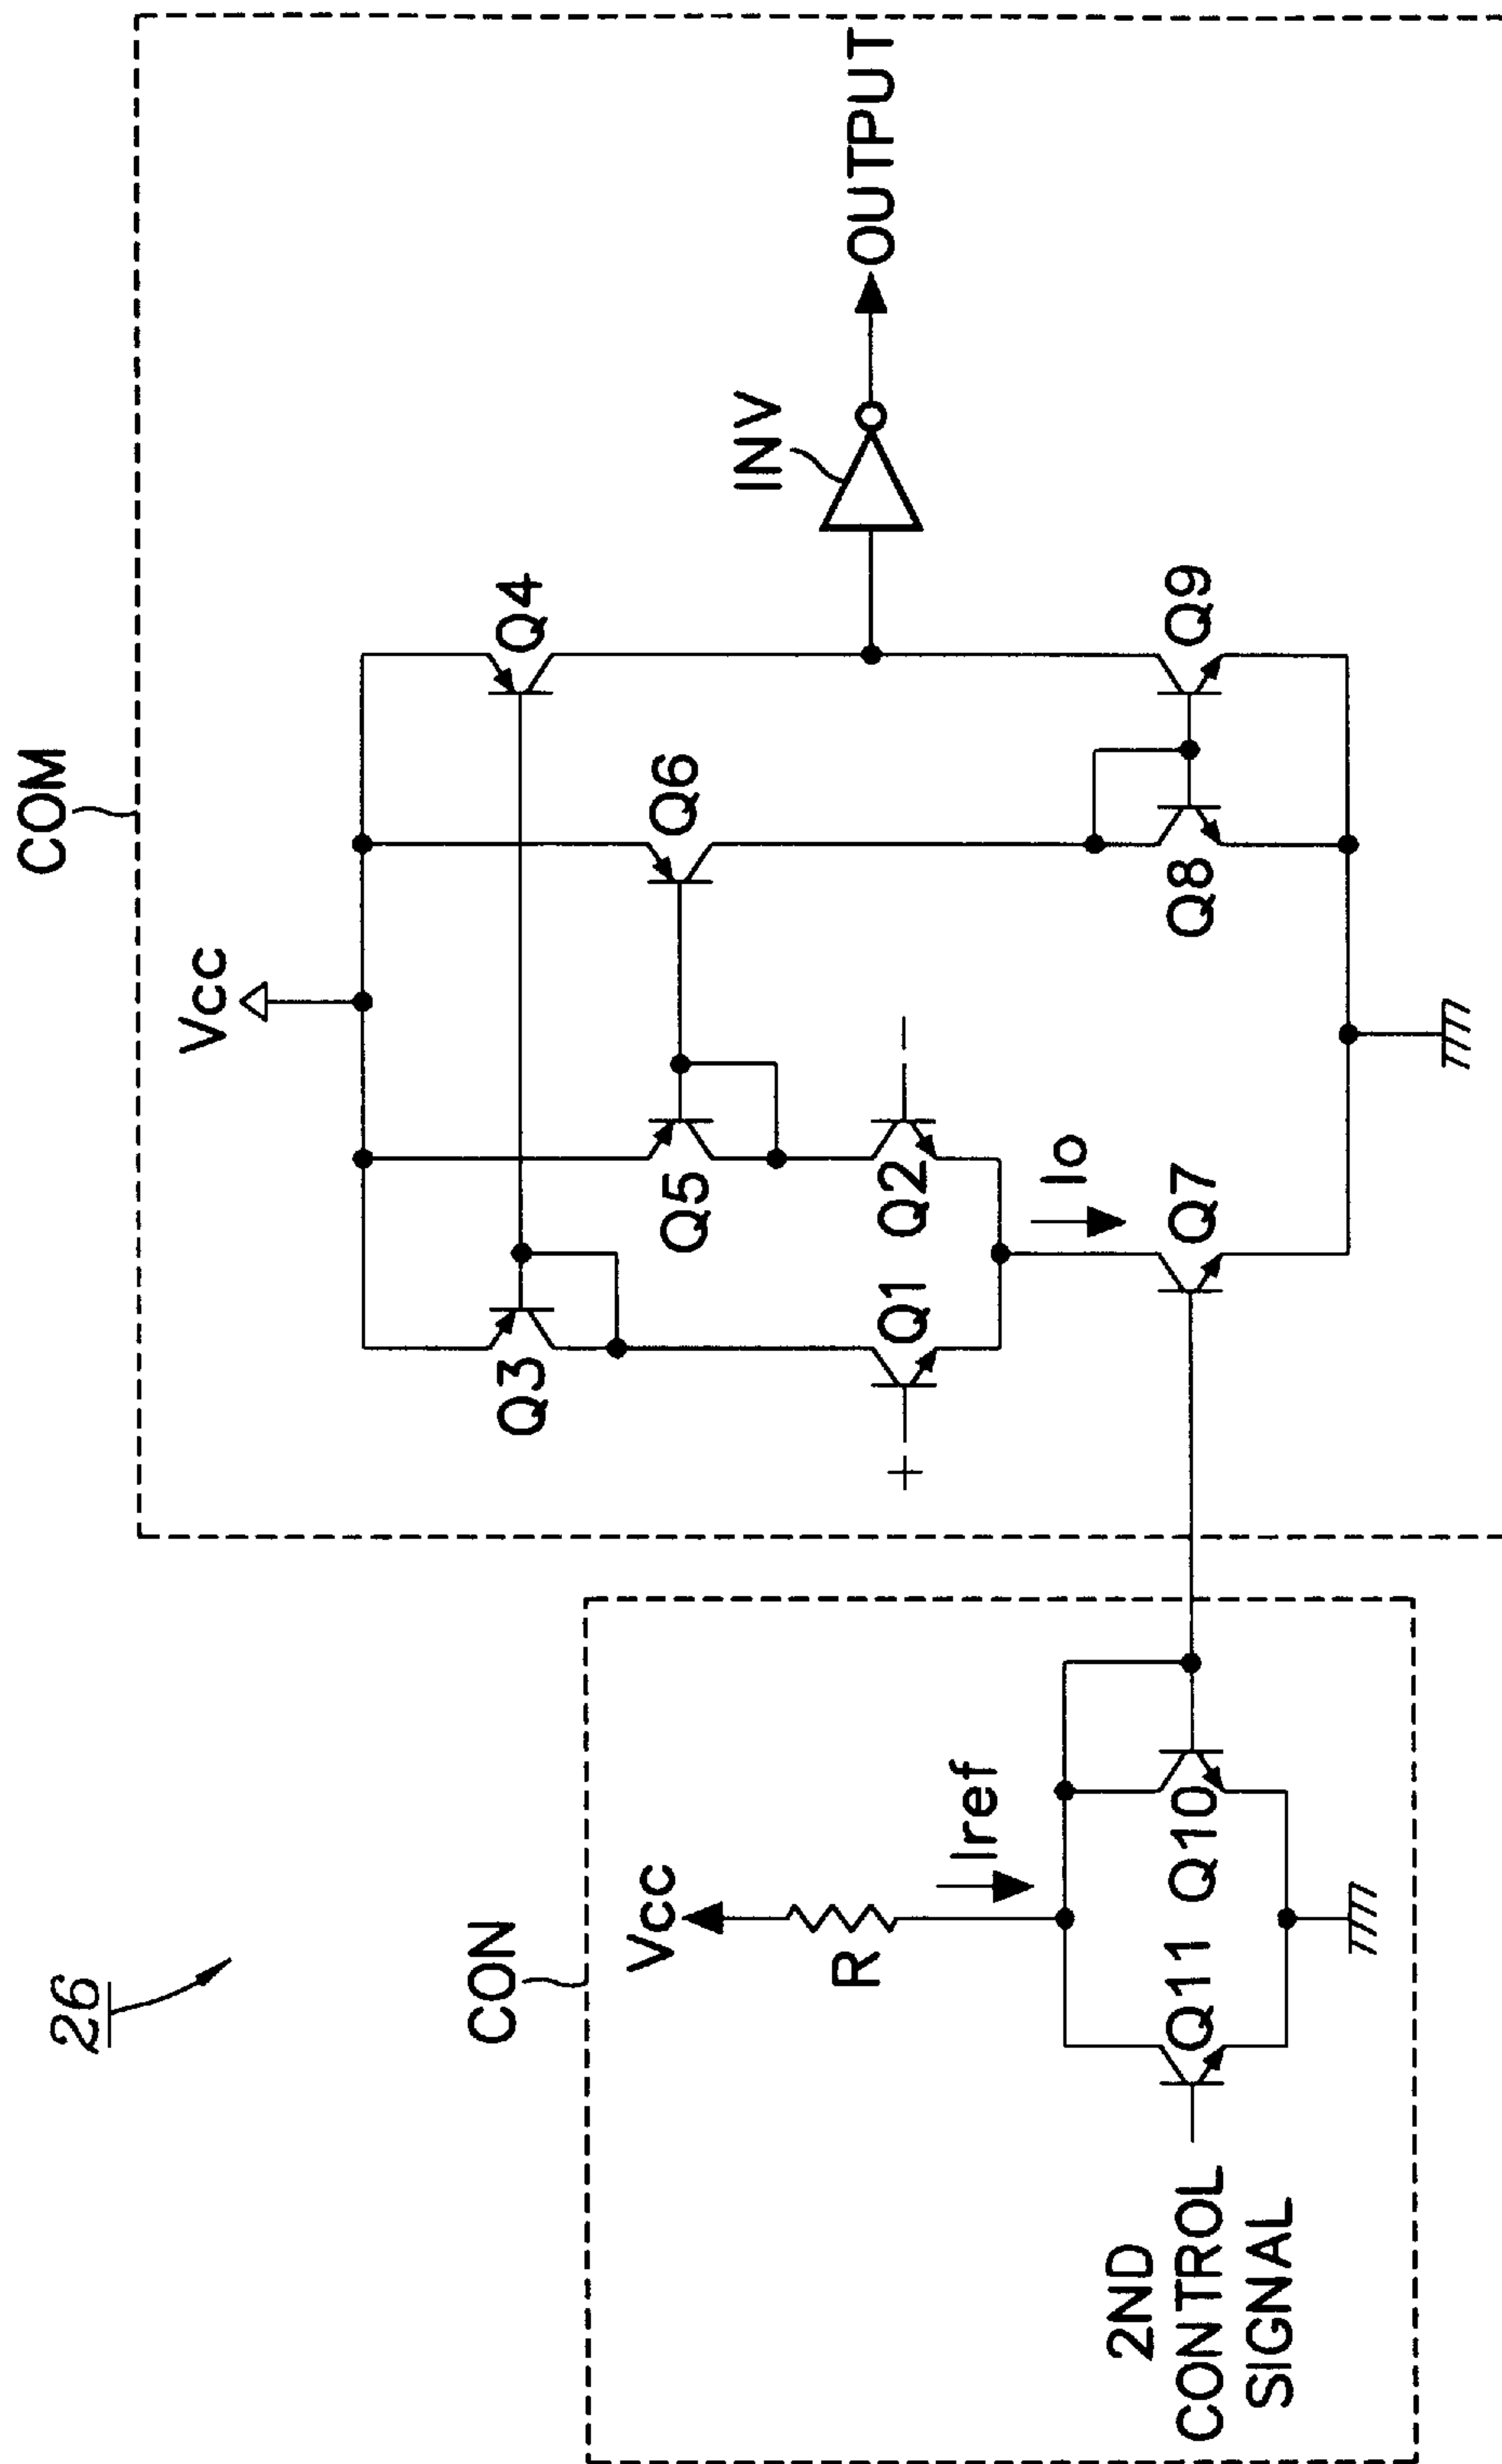 26
COM
Vcc
Q3
Q4
Q5
Q6
INV
OUTPUT
+
Q1
Q2
−
Io
Q7
Q8
Q9
CON
Vcc
R
Iref
Q11
Q10
2ND
CONTROL
SIGNAL